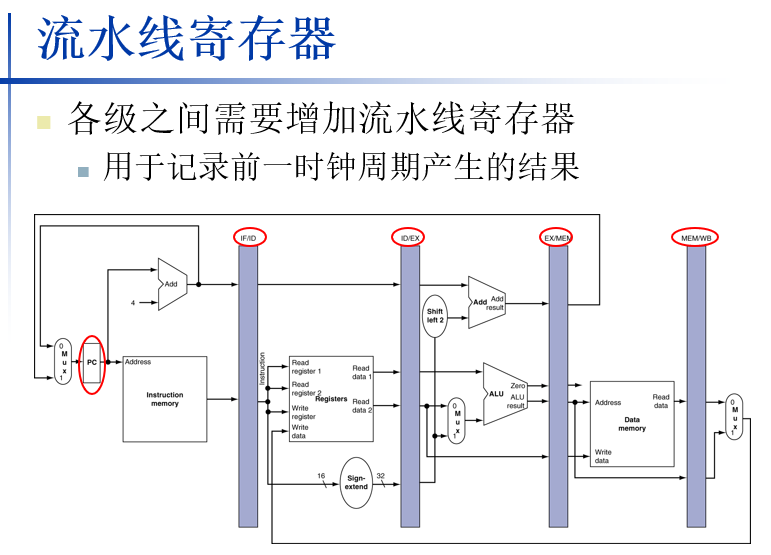 流水线寄存器
各级之间需要增加流水线寄存器
用于记录前一时钟周期产生的结果
IF/ID
ID/EX
EX/MEM
MEM/WB
Add
4
Add
Add
result
Shift
left 2
0
M
u
x
1
PC
Address
Instruction
memory
Instruction
Read
register 1
Read
register 2
Write
register
Write
data
Registers
Read
data 1
Read
data 2
0
M
u
x
1
ALU
Zero
ALU
result
Address
Data
memory
Read
data
Write
data
0
M
u
x
1
16
Sign-
extend
32